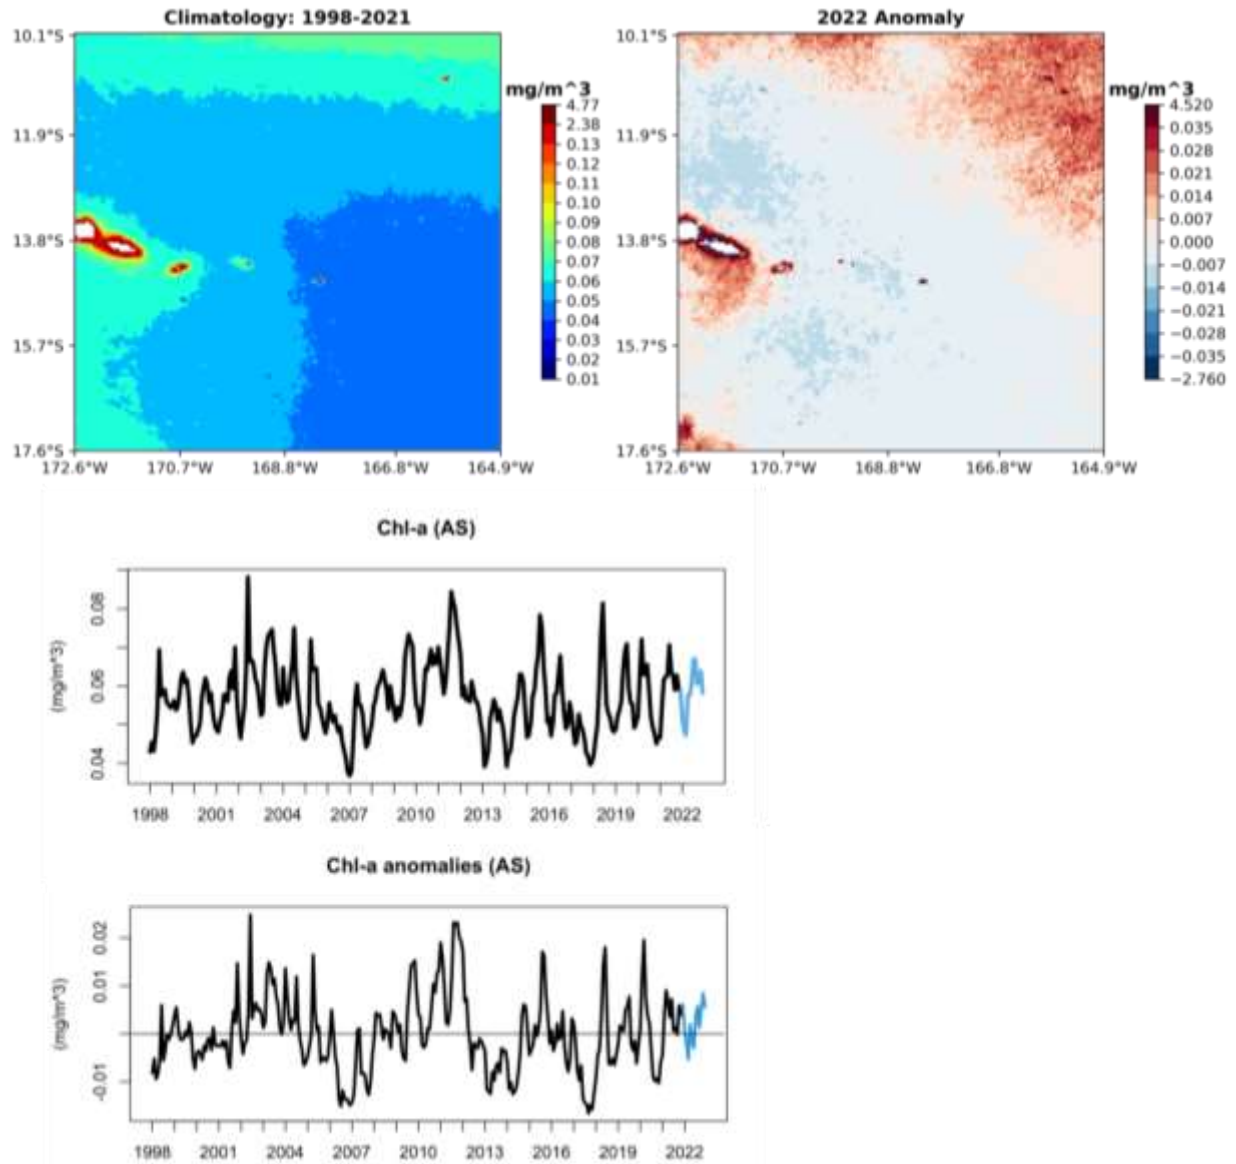 Climatology: 1998-2021
10.1°S
11.9°S
13.8°S
15.7°S
17.6°S
172.6°W 170.7°W 168.8°W 166.8°W 164.9°W
mg/m^3
4.77
2.38
0.13
0.12
0.11
0.10
0.09
0.08
0.07
0.06
0.05
0.04
0.03
0.02
0.01
2022 Anomaly
10.1°S
11.9°S
13.8°S
15.7°S
17.6°S
172.6°W 170.7°W 168.8°W 166.8°W 164.9°W
mg/m^3
4.520
0.035
0.028
0.021
0.014
0.007
0.000
−0.007
−0.014
−0.021
−0.028
−0.035
−2.760
Chl-a (AS)
(mg/m^3)
0.08
0.06
0.04
1998 2001 2004 2007 2010 2013 2016 2019 2022
Chl-a anomalies (AS)
(mg/m^3)
0.02
0.01
-0.01
1998 2001 2004 2007 2010 2013 2016 2019 2022